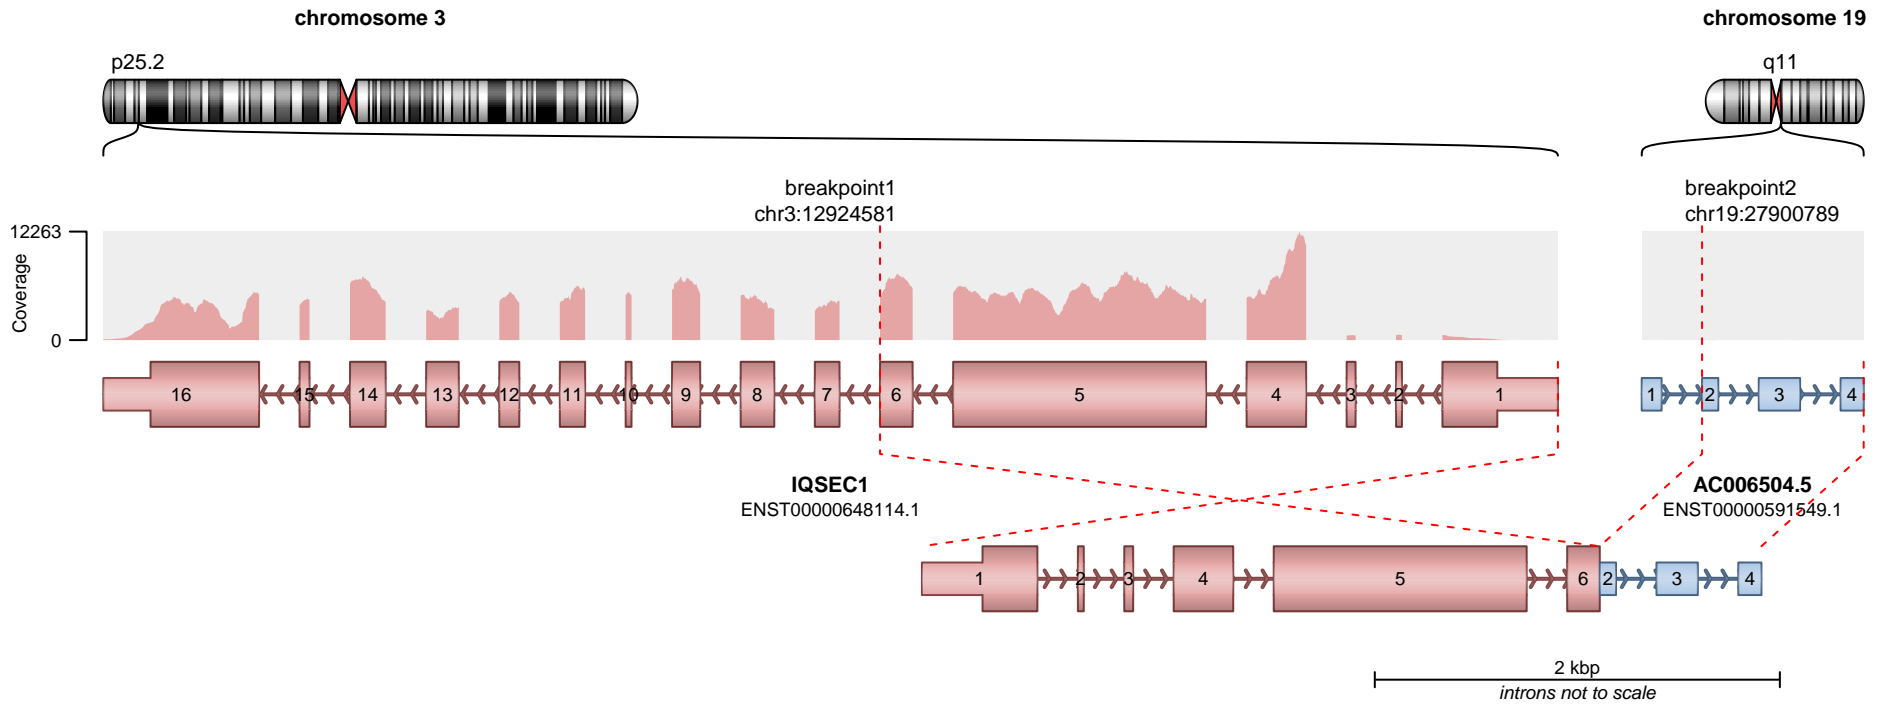 chromosome 3
chromosome 19
p25.2
q11
breakpoint1
chr3:12924581
breakpoint2
chr19:27900789
12263
Coverage
0
16 15 14 13 12 11 10 9 8 7 6 5 4 3 2 1
1 2 3 4
IQSEC1
ENST00000648114.1
AC006504.5
ENST00000591549.1
1 2 3 4 5 6 2 3 4
2 kbp
introns not to scale